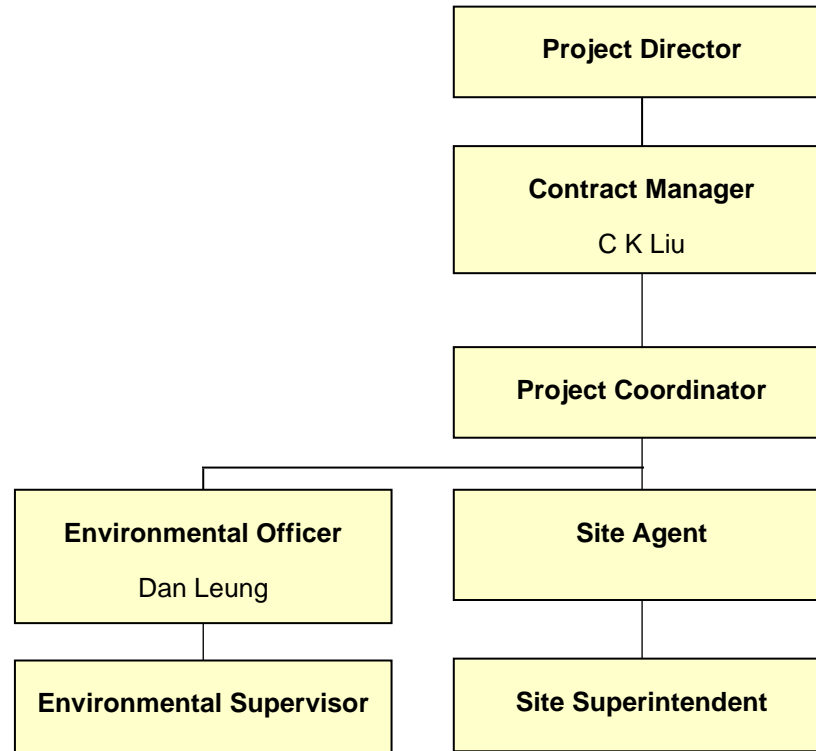 Project Director
Contract Manager
C K Liu
Project Coordinator
Environmental Officer
Dan Leung
Site Agent
Environmental Supervisor
Site Superintendent